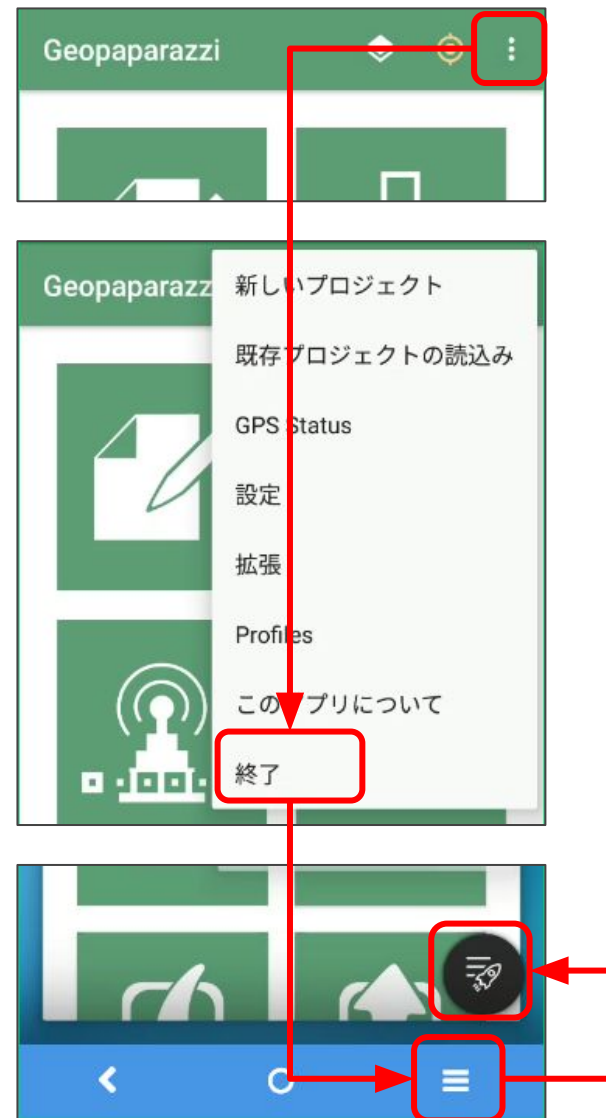 Geopaparazzi
Geopaparazz
新しいプロジェクト
既存プロジェクトの読込み
GPS Status
設定
拡張
Profiles
このアプリについて
終了